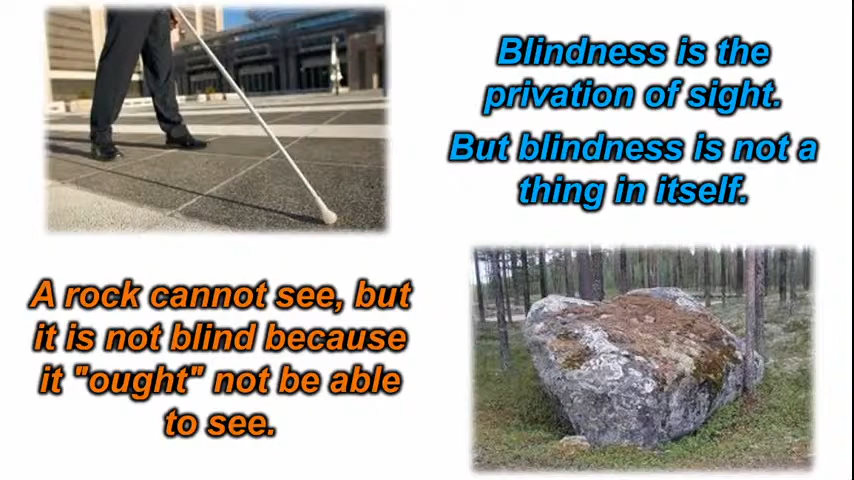 Blindness is the
privation of sight.
But blindness is not a
thing in itself.
A rock cannot see, but
it is not blind because
it "ought" not be able
to see.